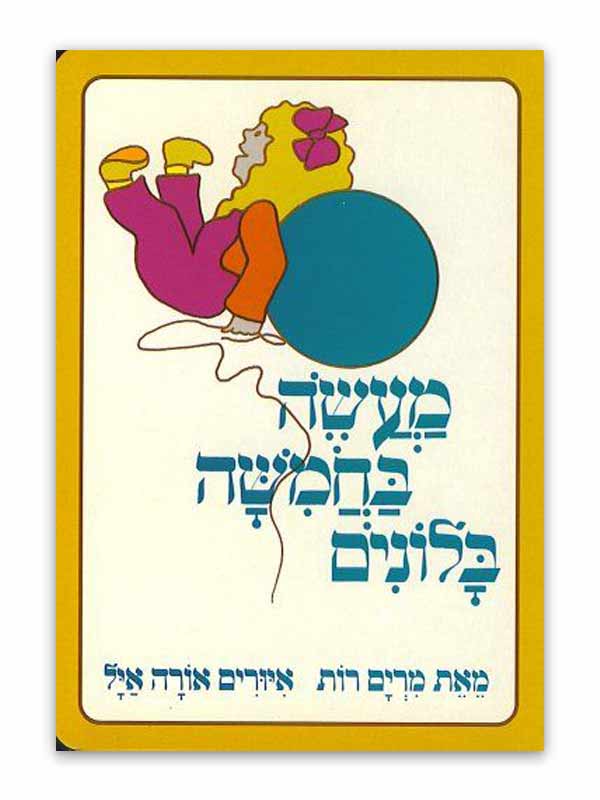 מַעֲשֶׂה
בַּחֲמִשָּׁה
בָּלוֹנִים
מֵאֵת מִרְיָם רוֹת אִיּוּרִים אוֹרָה אַיָּל